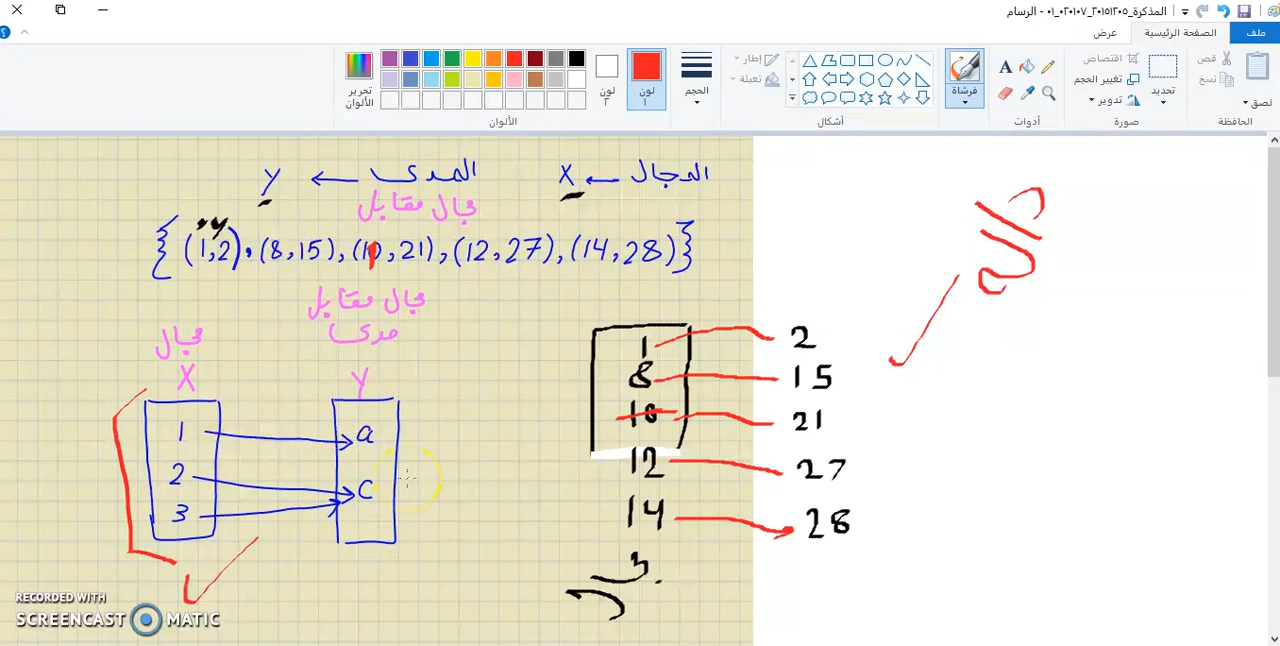 المذكرة_٢٠١٥١٢٠٥_٠٢٠١٠٧_٠١ - الرسام
ملف
الصفحة الرئيسية
عرض
لصق
قص
نسخ
الحافظة
تحديد
اقتصاص
تغيير الحجم
تدوير
صورة
أدوات
فرشاة
إطار
تعبئة
أشكال
الحجم
لون ١
لون ٢
تحرير الألوان
الألوان
المجال ← X
المدى ← Y
مجال مقابل
x y
{(1,2), (8,15), (10,21), (12,27), (14,28)}
مجال مقابل
مدى
مجال
X
Y
1
2
3
a
c
1 2
8 15
10 21
12 27
14 28
RECORDED WITH
SCREENCAST MATIC